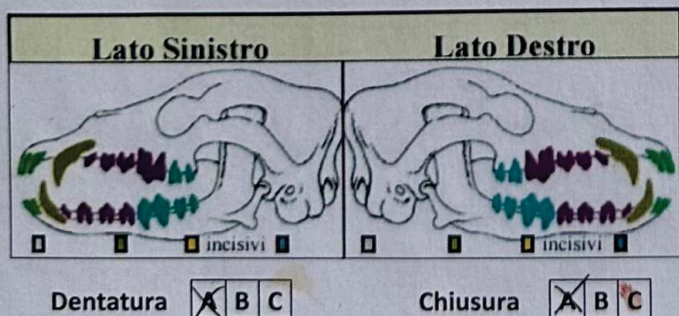 Lato Sinistro Lato Destro
incisivi incisivi
Dentatura A B C Chiusura A B C